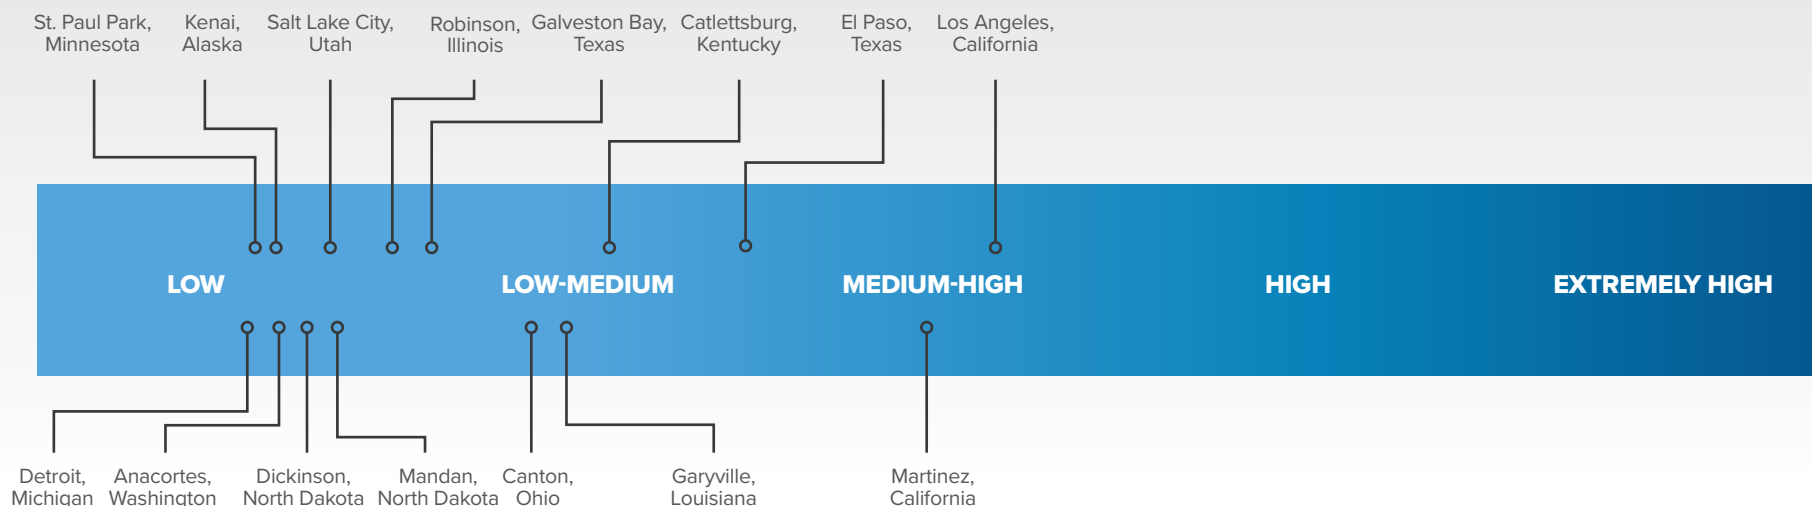 St. Paul Park,
Minnesota
Kenai,
Alaska
Salt Lake City,
Utah
Robinson,
Illinois
Galveston Bay,
Texas
Catlettsburg,
Kentucky
El Paso,
Texas
Los Angeles,
California
LOW
LOW-MEDIUM
MEDIUM-HIGH
HIGH
EXTREMELY HIGH
Detroit,
Michigan
Anacortes,
Washington
Dickinson,
North Dakota
Mandan,
North Dakota
Canton,
Ohio
Garyville,
Louisiana
Martinez,
California